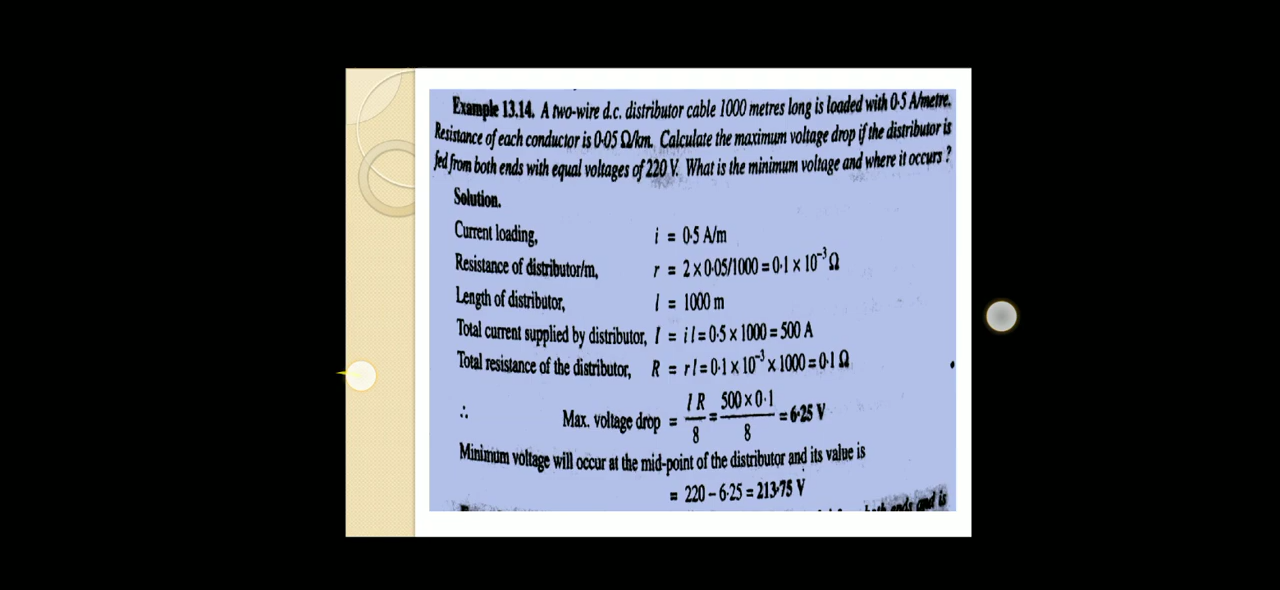 Example 13.14. A two-wire d.c. distributor cable 1000 metres long is loaded with 0·5 A/metre.
Resistance of each conductor is 0·05 Ω/km. Calculate the maximum voltage drop if the distributor is
fed from both ends with equal voltages of 220 V. What is the minimum voltage and where it occurs ?
Solution.
Current loading, i = 0·5 A/m
Resistance of distributor/m, r = 2 × 0·05/1000 = 0·1 × 10⁻³ Ω
Length of distributor, l = 1000 m
Total current supplied by distributor, I = i l = 0·5 × 1000 = 500 A
Total resistance of the distributor, R = r l = 0·1 × 10⁻³ × 1000 = 0·1 Ω
∴ Max. voltage drop = I R / 8 = 500 × 0·1 / 8 = 6·25 V
Minimum voltage will occur at the mid-point of the distributor and its value is
= 220 – 6·25 = 213·75 V
both ends and is